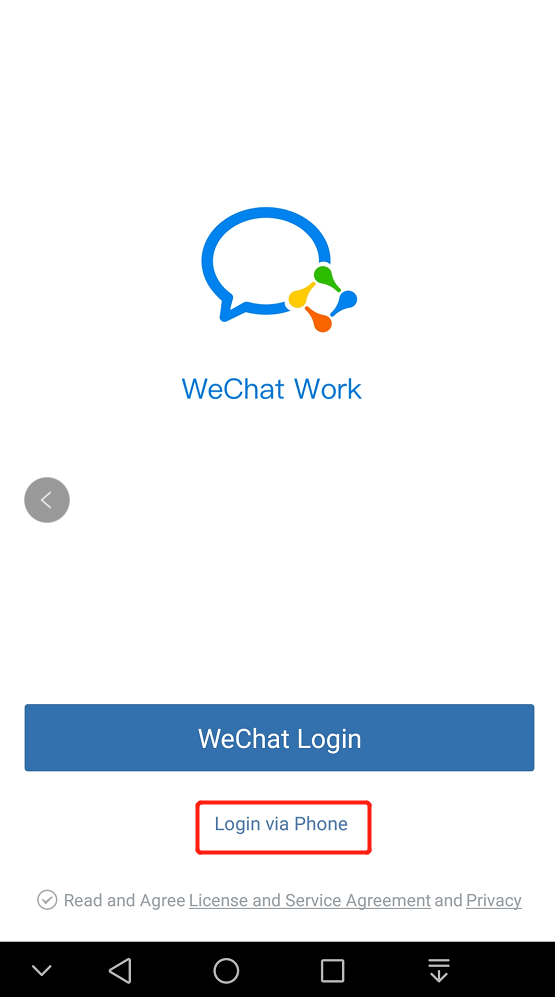 WeChat Work
WeChat Login
Login via Phone
Read and Agree License and Service Agreement and Privacy